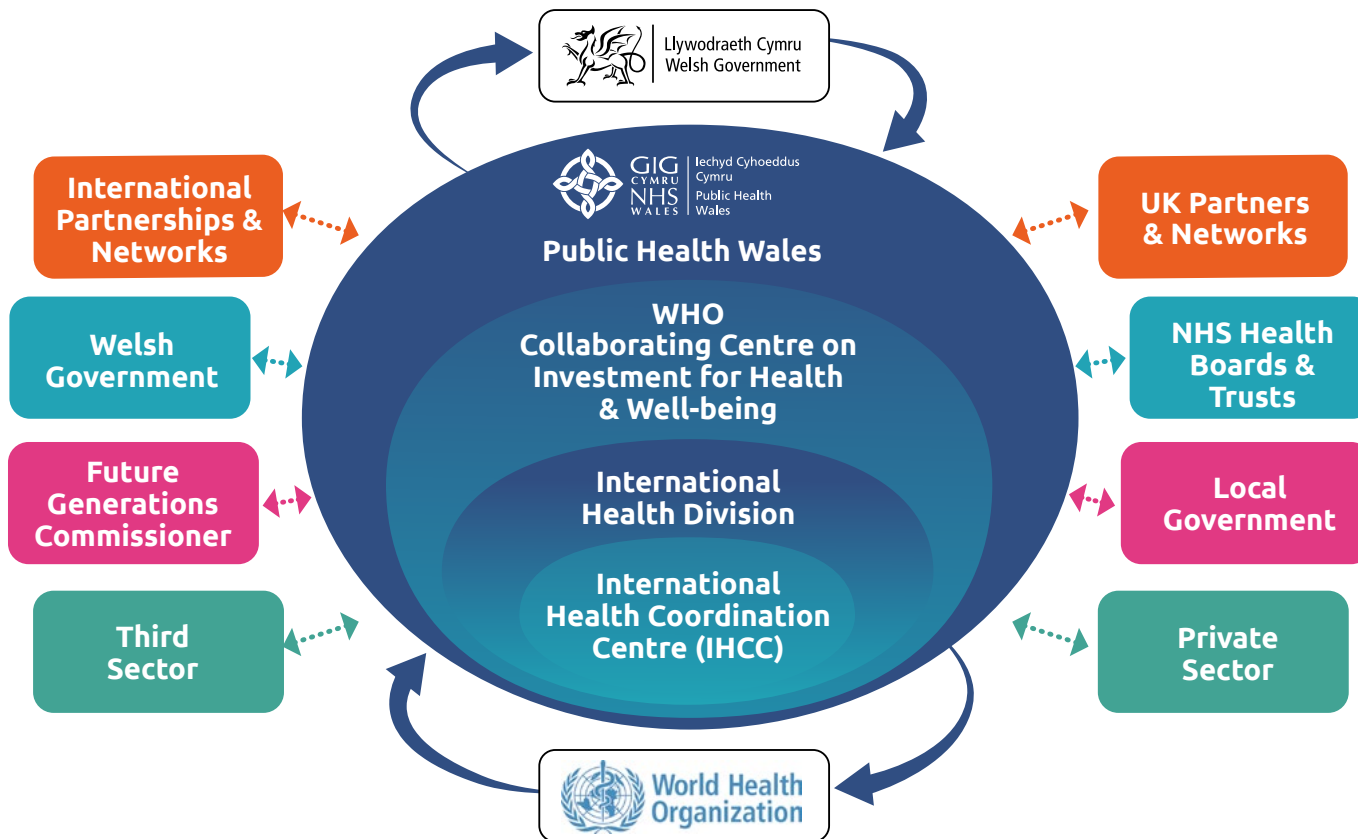 Llywodraeth Cymru
Welsh Government
GIG
CYMRU
NHS
WALES
Iechyd Cyhoeddus
Cymru
Public Health
Wales
Public Health Wales
WHO
Collaborating Centre on
Investment for Health
& Well-being
International
Health Division
International
Health Coordination
Centre (IHCC)
International
Partnerships &
Networks
Welsh
Government
Future
Generations
Commissioner
Third
Sector
UK Partners
& Networks
NHS Health
Boards &
Trusts
Local
Government
Private
Sector
World Health
Organization